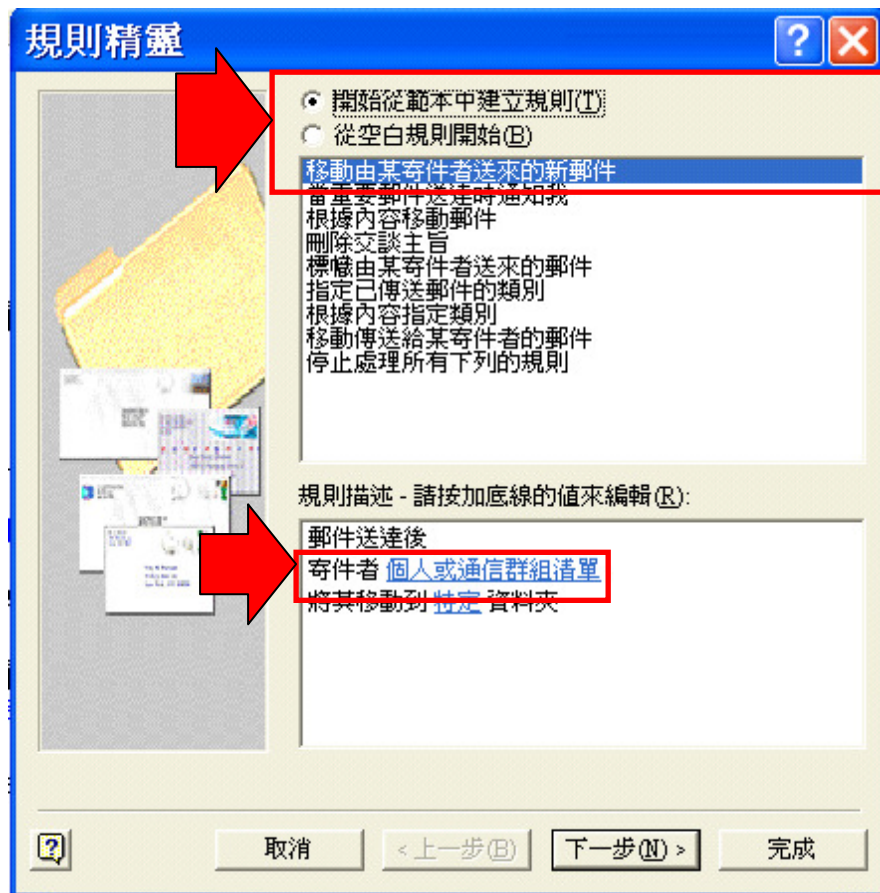 規則精靈
開始從範本中建立規則(T)
從空白規則開始(B)
移動由某寄件者送來的新郵件
當重要郵件送達時通知我
根據內容移動郵件
刪除交談主旨
標幟由某寄件者送來的郵件
指定已傳送郵件的類別
根據內容指定類別
移動傳送給某寄件者的郵件
停止處理所有下列的規則
規則描述 - 請按加底線的值來編輯(R):
郵件送達後
寄件者 個人或通信群組清單
將其移動到 特定 資料夾
取消
<上一步(B)
下一步(N) >
完成